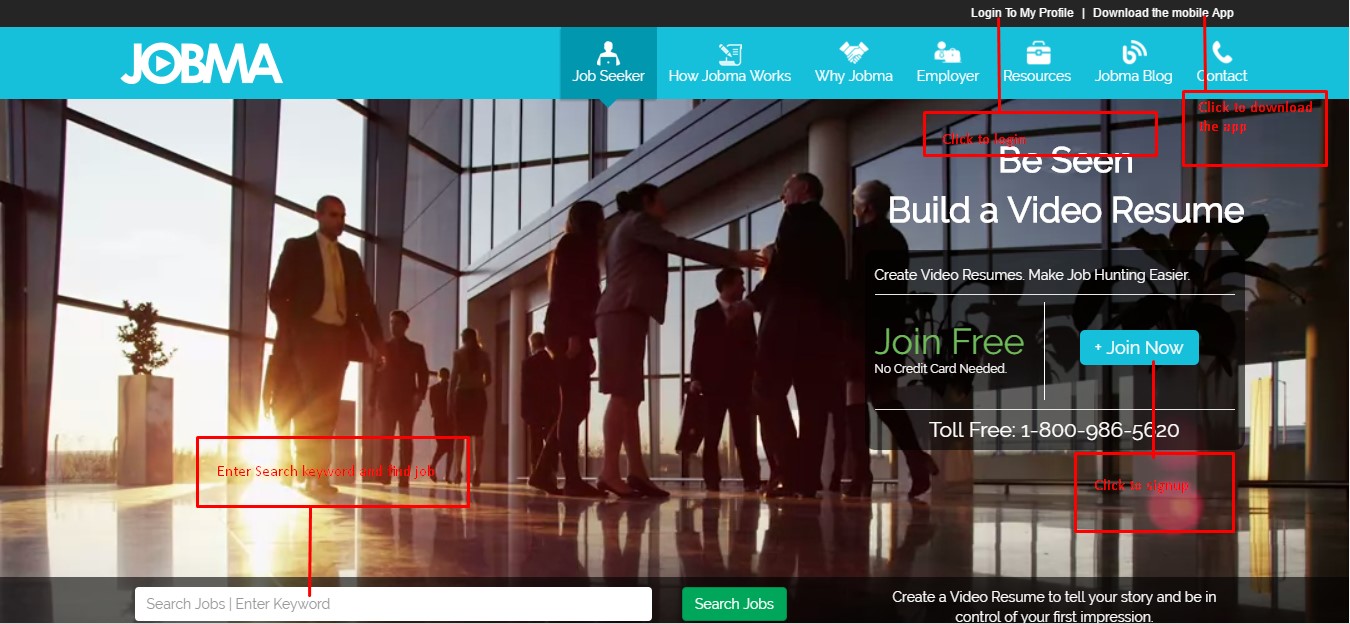 Login To My Profile | Download the mobile App
JOBMA
Job Seeker How Jobma Works Why Jobma Employer Resources Jobma Blog Contact
Click to download
the app
Click to login
Be Seen
Build a Video Resume
Create Video Resumes. Make Job Hunting Easier.
Join Free
No Credit Card Needed.
+ Join Now
Toll Free: 1-800-986-5620
Enter Search keyword and find job
Click to signup
Search Jobs | Enter Keyword
Search Jobs
Create a Video Resume to tell your story and be in
control of your first impression.